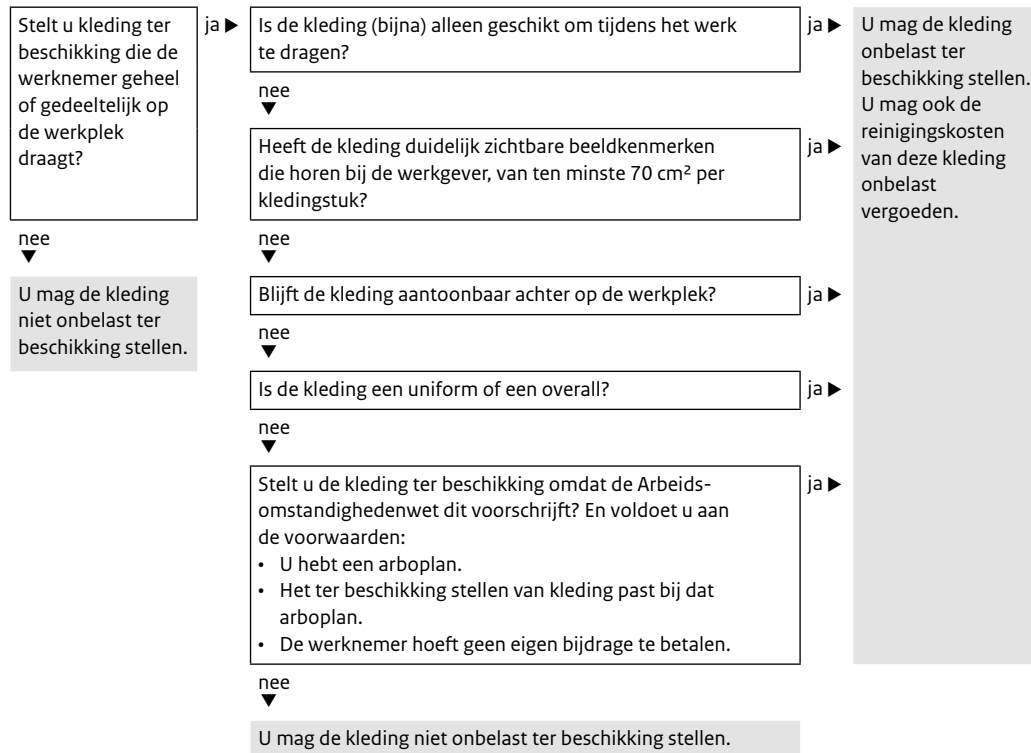 Stelt u kleding ter
beschikking die de
werknemer geheel
of gedeeltelijk op
de werkplek
draagt?
ja ▶
nee
▼
U mag de kleding
niet onbelast ter
beschikking stellen.
Is de kleding (bijna) alleen geschikt om tijdens het werk
te dragen?
ja ▶
nee
▼
Heeft de kleding duidelijk zichtbare beeldkenmerken
die horen bij de werkgever, van ten minste 70 cm² per
kledingstuk?
ja ▶
nee
▼
Blijft de kleding aantoonbaar achter op de werkplek?
ja ▶
nee
▼
Is de kleding een uniform of een overall?
ja ▶
nee
▼
Stelt u de kleding ter beschikking omdat de Arbeids-
omstandighedenwet dit voorschrijft? En voldoet u aan
de voorwaarden:
• U hebt een arboplan.
• Het ter beschikking stellen van kleding past bij dat
arboplan.
• De werknemer hoeft geen eigen bijdrage te betalen.
ja ▶
nee
▼
U mag de kleding niet onbelast ter beschikking stellen.
U mag de kleding
onbelast ter
beschikking stellen.
U mag ook de
reinigingskosten
van deze kleding
onbelast
vergoeden.